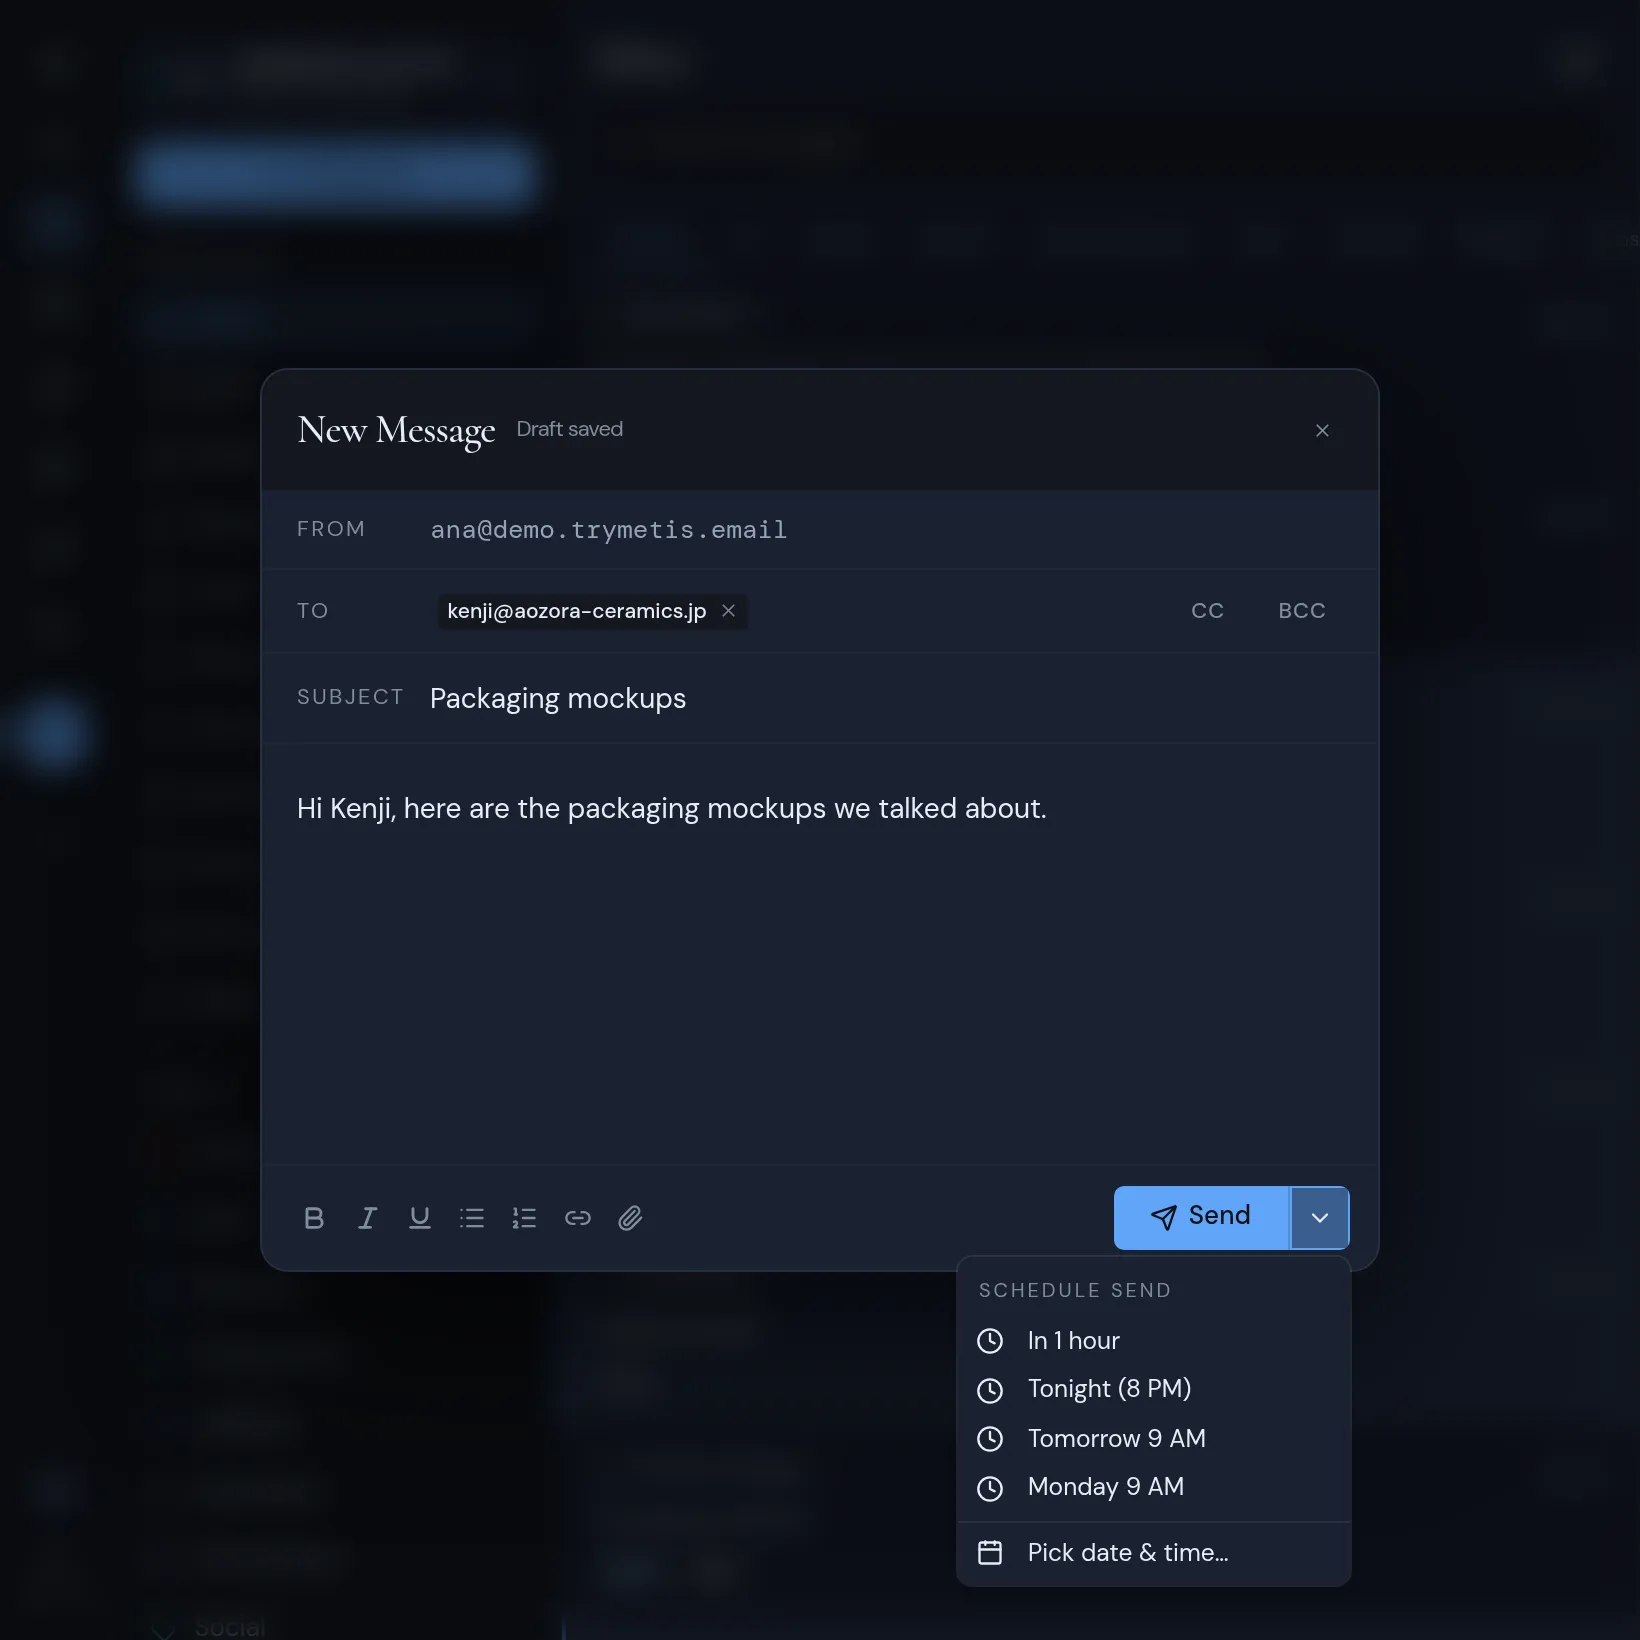 New Message Draft saved
FROM ana@demo.trymetis.email
TO kenji@aozora-ceramics.jp CC BCC
SUBJECT Packaging mockups
Hi Kenji, here are the packaging mockups we talked about.
Send
SCHEDULE SEND
In 1 hour
Tonight (8 PM)
Tomorrow 9 AM
Monday 9 AM
Pick date & time...
Social